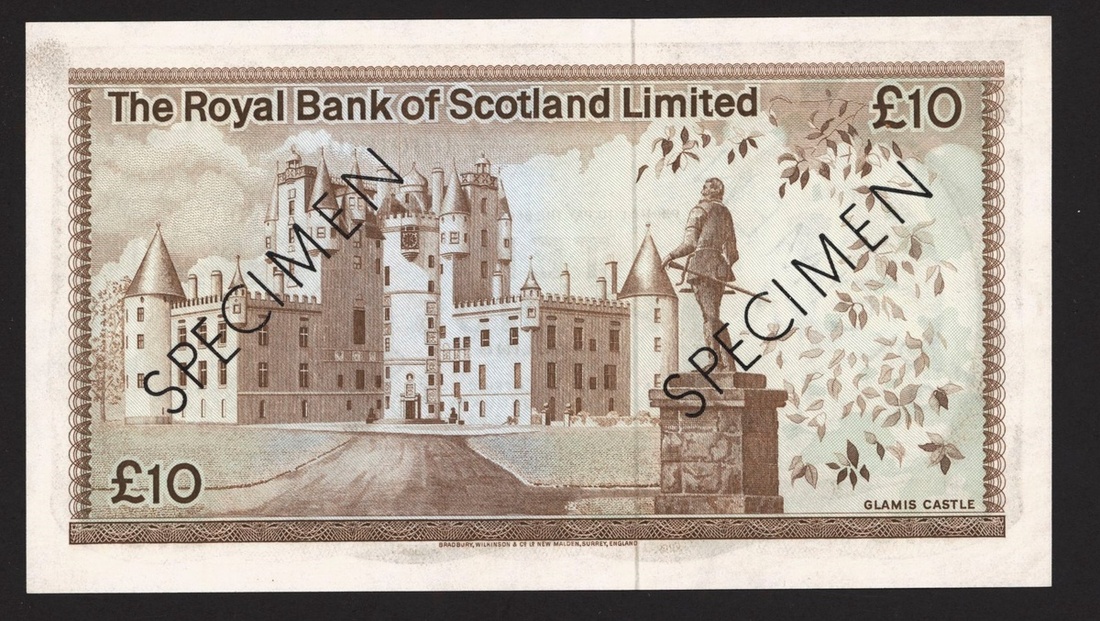 The Royal Bank of Scotland Limited
£10
SPECIMEN
SPECIMEN
£10
GLAMIS CASTLE
BRADBURY, WILKINSON & Cº Lᵈ NEW MALDEN, SURREY, ENGLAND